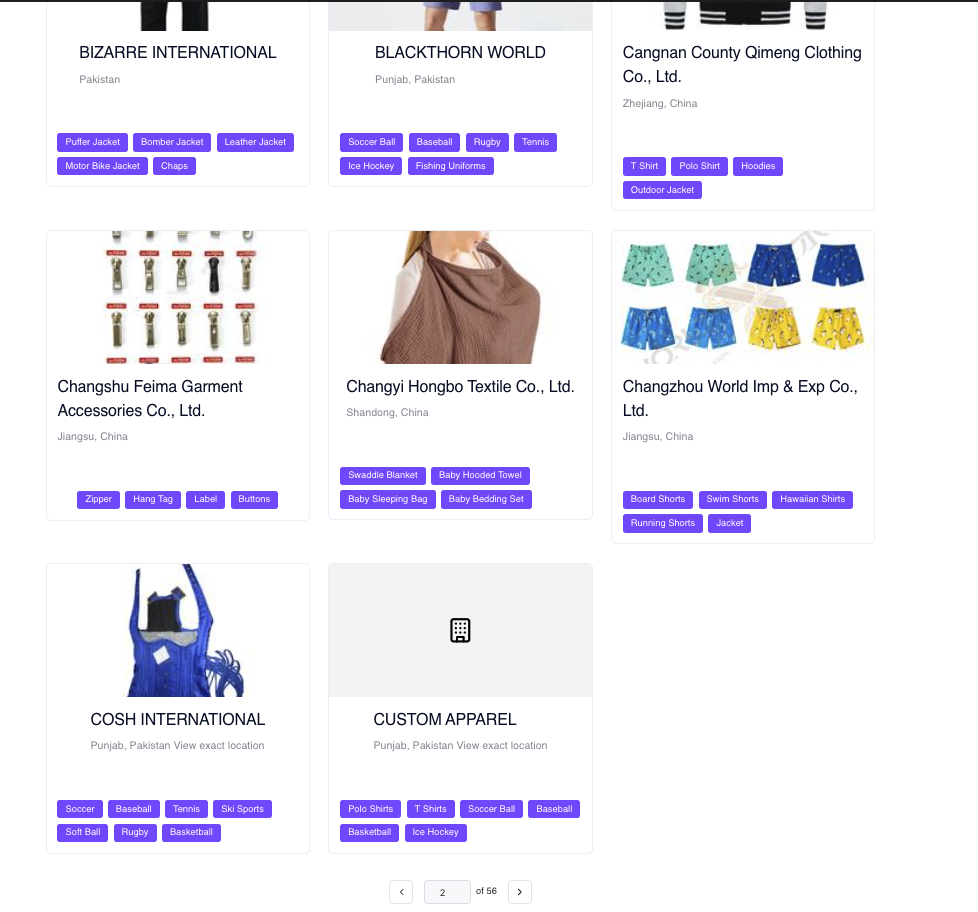 BIZARRE INTERNATIONAL
Pakistan
Puffer Jacket Bomber Jacket Leather Jacket
Motor Bike Jacket Chaps
BLACKTHORN WORLD
Punjab, Pakistan
Soccer Ball Baseball Rugby Tennis
Ice Hockey Fishing Uniforms
Cangnan County Qimeng Clothing
Co., Ltd.
Zhejiang, China
T Shirt Polo Shirt Hoodies
Outdoor Jacket
Changshu Feima Garment
Accessories Co., Ltd.
Jiangsu, China
Zipper Hang Tag Label Buttons
Changyi Hongbo Textile Co., Ltd.
Shandong, China
Swaddle Blanket Baby Hooded Towel
Baby Sleeping Bag Baby Bedding Set
Changzhou World Imp & Exp Co.,
Ltd.
Jiangsu, China
Board Shorts Swim Shorts Hawaiian Shirts
Running Shorts Jacket
COSH INTERNATIONAL
Punjab, Pakistan View exact location
Soccer Baseball Tennis Ski Sports
Soft Ball Rugby Basketball
CUSTOM APPAREL
Punjab, Pakistan View exact location
Polo Shirts T Shirts Soccer Ball Baseball
Basketball Ice Hockey
2 of 56